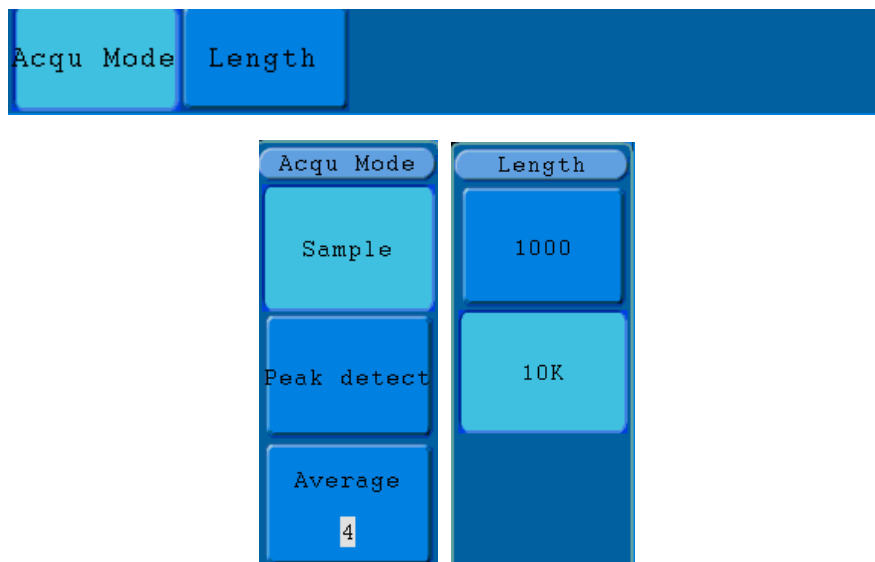 Acqu Mode
Length
Acqu Mode
Sample
Peak detect
Average
4
Length
1000
10K